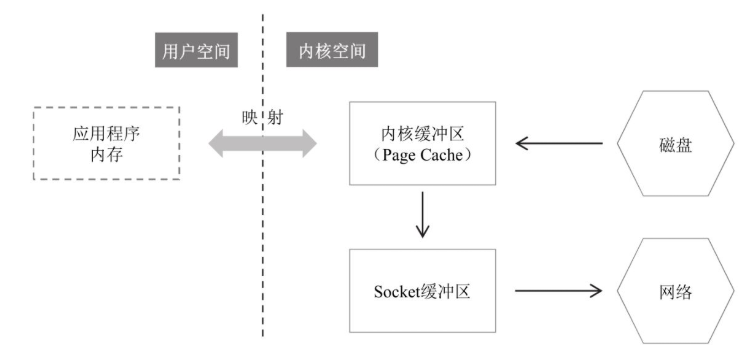 用户空间
内核空间
映 射
应用程序
内存
内核缓冲区
（Page Cache）
磁盘
Socket缓冲区
网络